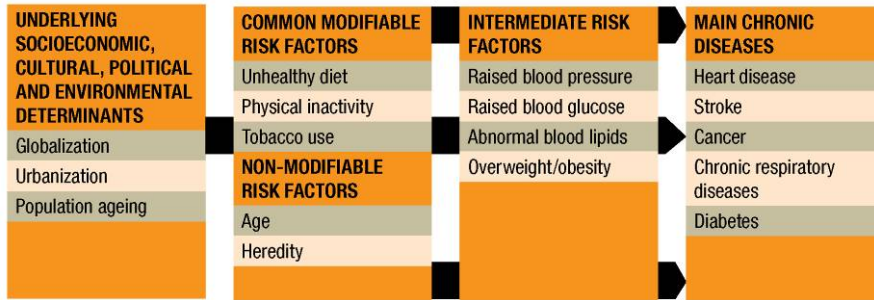 UNDERLYING
SOCIOECONOMIC,
CULTURAL, POLITICAL
AND ENVIRONMENTAL
DETERMINANTS
Globalization
Urbanization
Population ageing
COMMON MODIFIABLE
RISK FACTORS
Unhealthy diet
Physical inactivity
Tobacco use
NON-MODIFIABLE
RISK FACTORS
Age
Heredity
INTERMEDIATE RISK
FACTORS
Raised blood pressure
Raised blood glucose
Abnormal blood lipids
Overweight/obesity
MAIN CHRONIC
DISEASES
Heart disease
Stroke
Cancer
Chronic respiratory
diseases
Diabetes